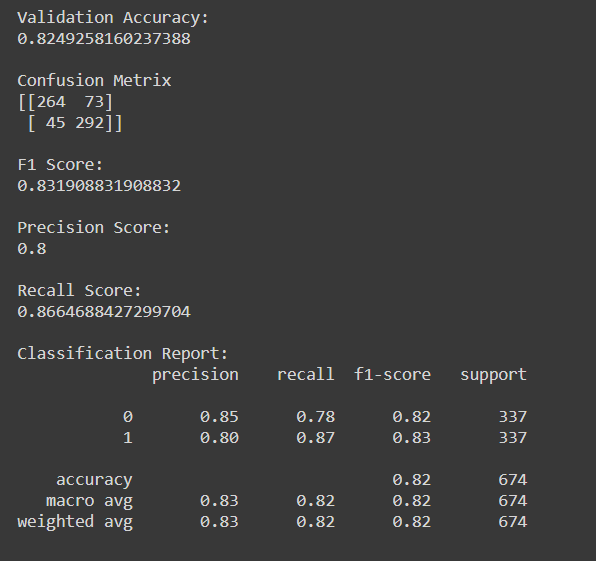 Validation Accuracy:
0.8249258160237388
Confusion Metrix
[[264  73]
 [ 45 292]]
F1 Score:
0.831908831908832
Precision Score:
0.8
Recall Score:
0.8664688427299704
Classification Report:
              precision    recall  f1-score   support
           0       0.85      0.78      0.82       337
           1       0.80      0.87      0.83       337
    accuracy                           0.82       674
   macro avg       0.83      0.82      0.82       674
weighted avg       0.83      0.82      0.82       674